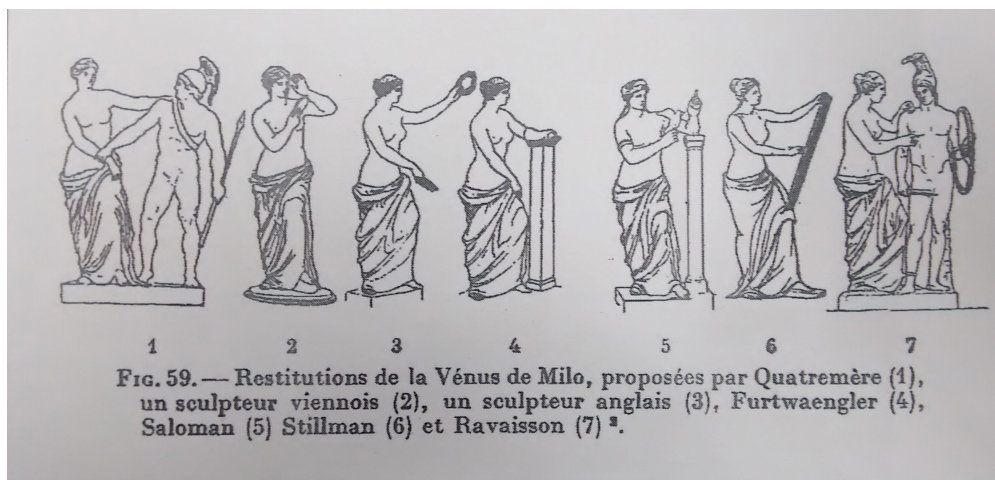 1 2 3 4 5 6 7
FIG. 59. — Restitutions de la Vénus de Milo, proposées par Quatremère (1),
un sculpteur viennois (2), un sculpteur anglais (3), Furtwaengler (4),
Saloman (5) Stillman (6) et Ravaisson (7) ².